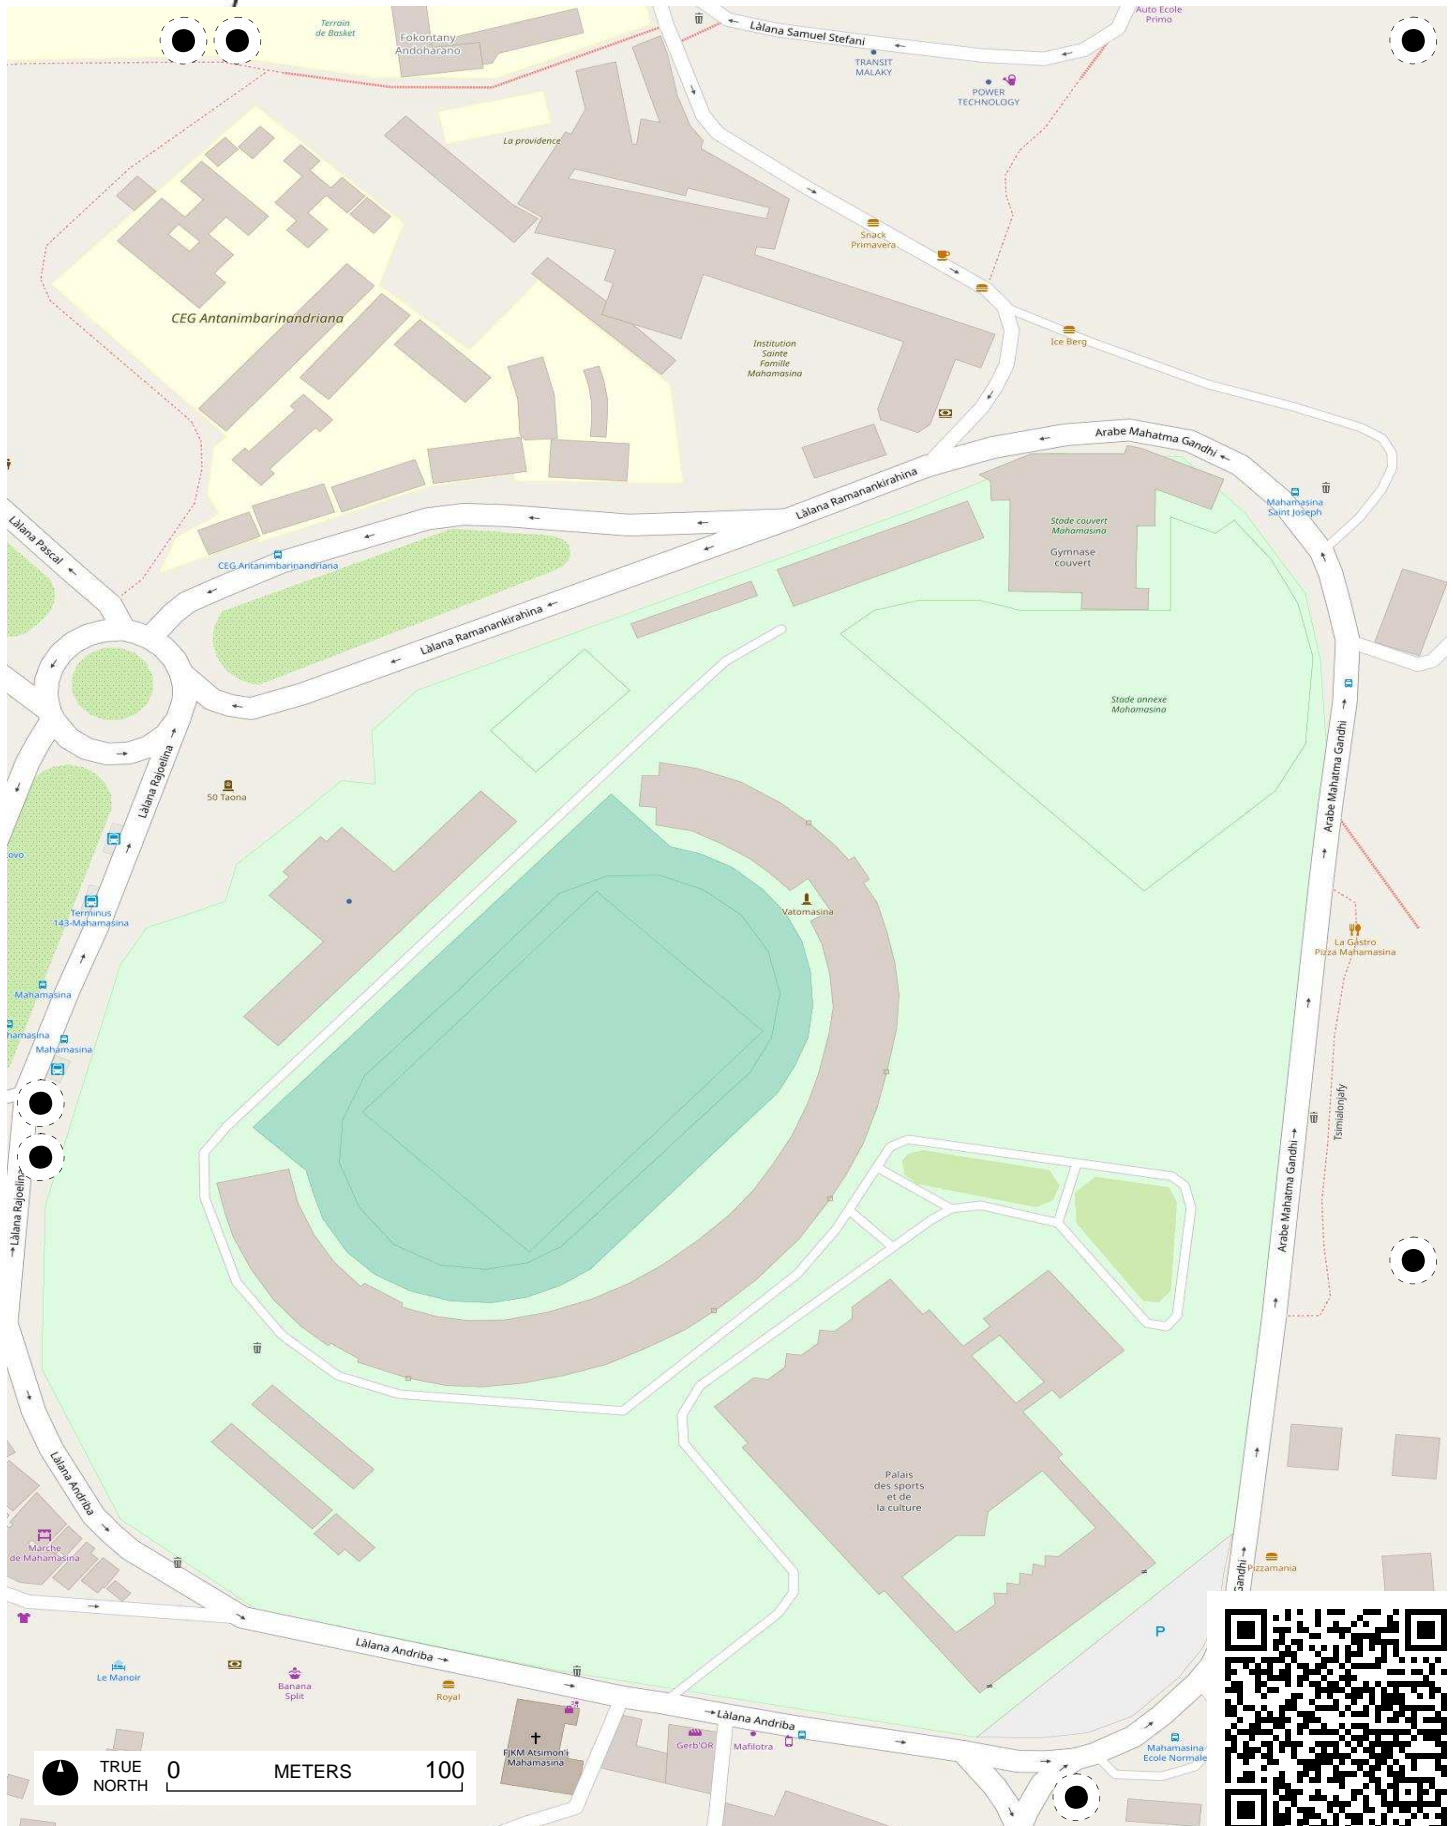 Auto Ecole
Primo
Terrain
de Basket
Fokontany
Andoharano
Làlana Samuel Stefani
TRANSIT
MALAKY
POWER
TECHNOLOGY
La providence
Snack
Primavera
CEG Antanimbarinandriana
Ice Berg
Institution
Sainte
Famille
Mahamasina
Arabe Mahatma Gandhi
Làlana Ramanankirahina
Mahamasina
Saint Joseph
Stade couvert
Mahamasina
Gymnase
couvert
Làlana Pascal
CEG Antanimbarinandriana
Làlana Ramanankirahina
Stade annexe
Mahamasina
Làlana Rajoelina
Arabe Mahatma Gandhi
50 Taona
ovo
Vatomasina
Terminus
143-Mahamasina
La Gastro
Pizza Mahamasina
Mahamasina
hamasina
Mahamasina
Tsimialonjafy
Làlana Rajoelina
Arabe Mahatma Gandhi
Làlana Andriba
Palais
des sports
et de
la culture
Marche
de Mahamasina
Pizzamania
Gandhi
P
Làlana Andriba
Le Manoir
Banana
Split
Royal
Làlana Andriba
FJKM Atsimon'i
Mahamasina
Gerb'OR
Mafilotra
Mahamasina
Ecole Normale
TRUE
NORTH
0 METERS 100